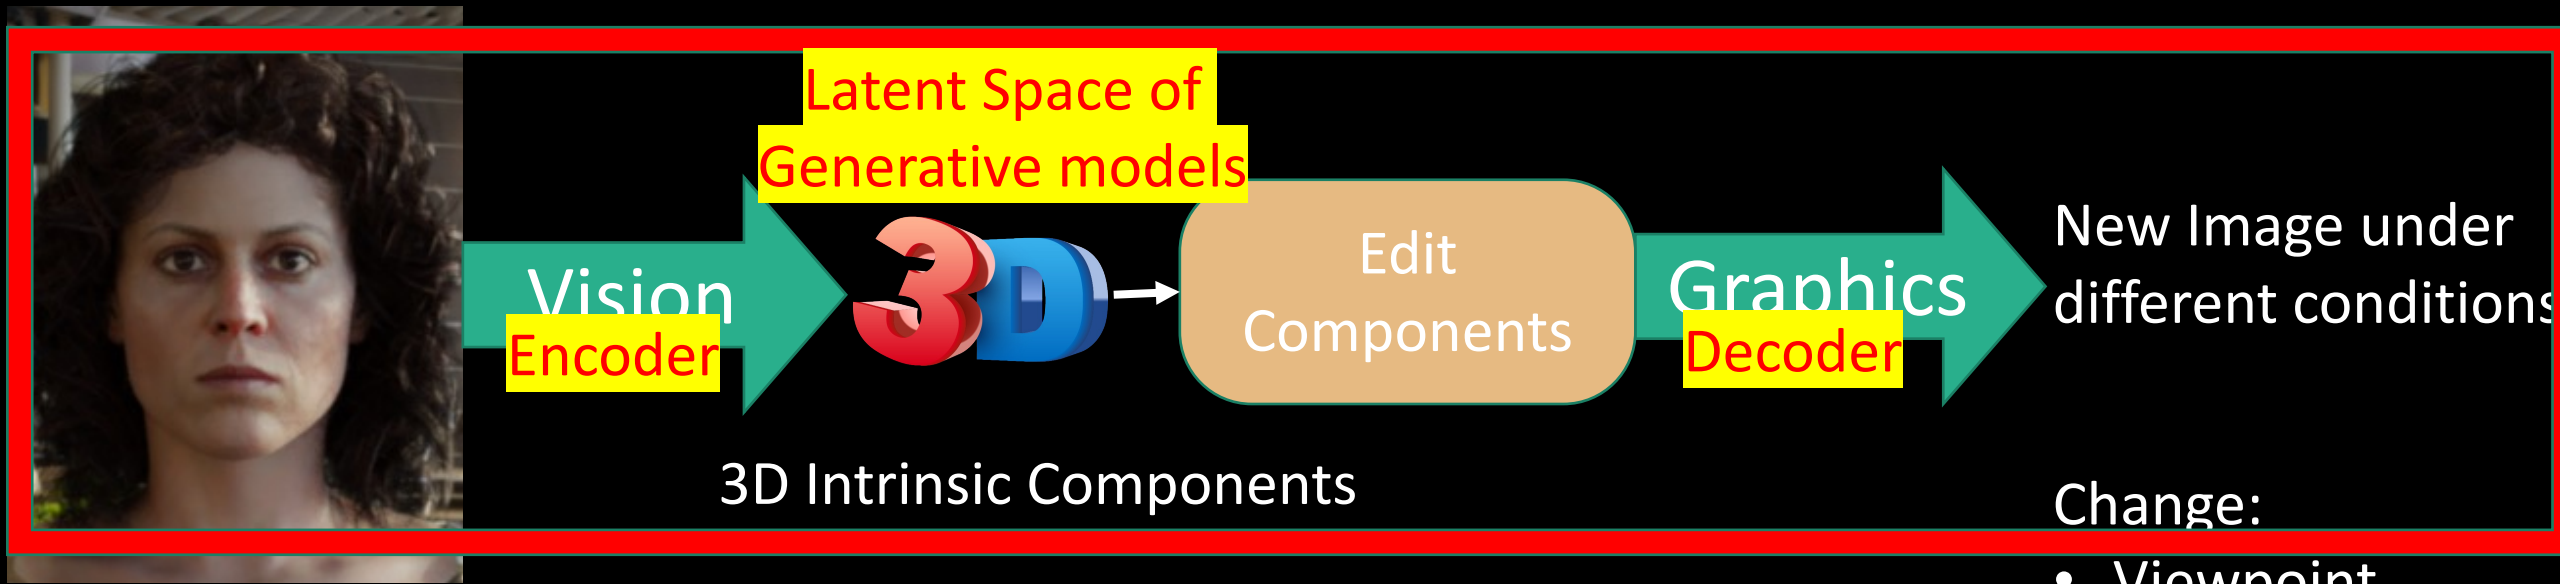 Latent Space of
Generative models
Vision
Encoder
3D
Edit
Components
Graphics
Decoder
New Image under
different conditions
3D Intrinsic Components
Change:
• Viewpoint